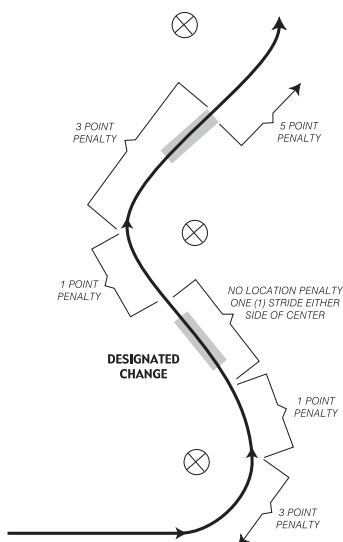 3 POINT
PENALTY
5 POINT
PENALTY
1 POINT
PENALTY
NO LOCATION PENALTY
ONE (1) STRIDE EITHER
SIDE OF CENTER
DESIGNATED
CHANGE
1 POINT
PENALTY
3 POINT
PENALTY